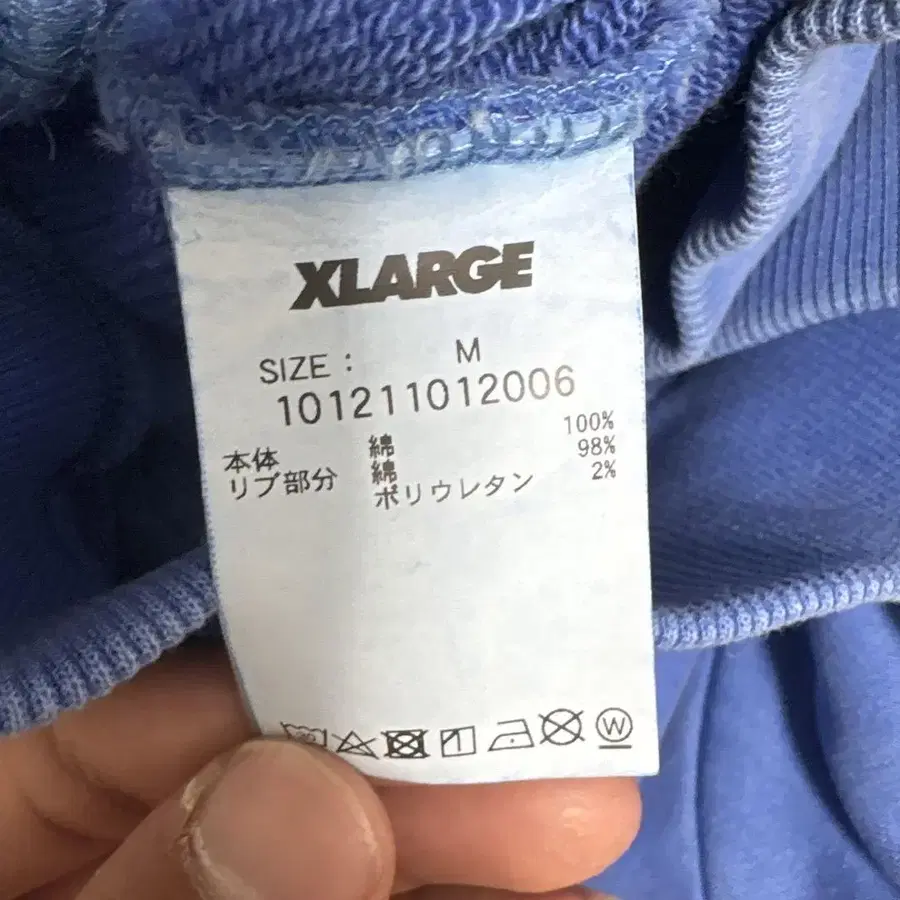 XLARGE
SIZE : M
101211012006
本体 綿 100%
リブ部分 綿 98%
ポリウレタン 2%
W